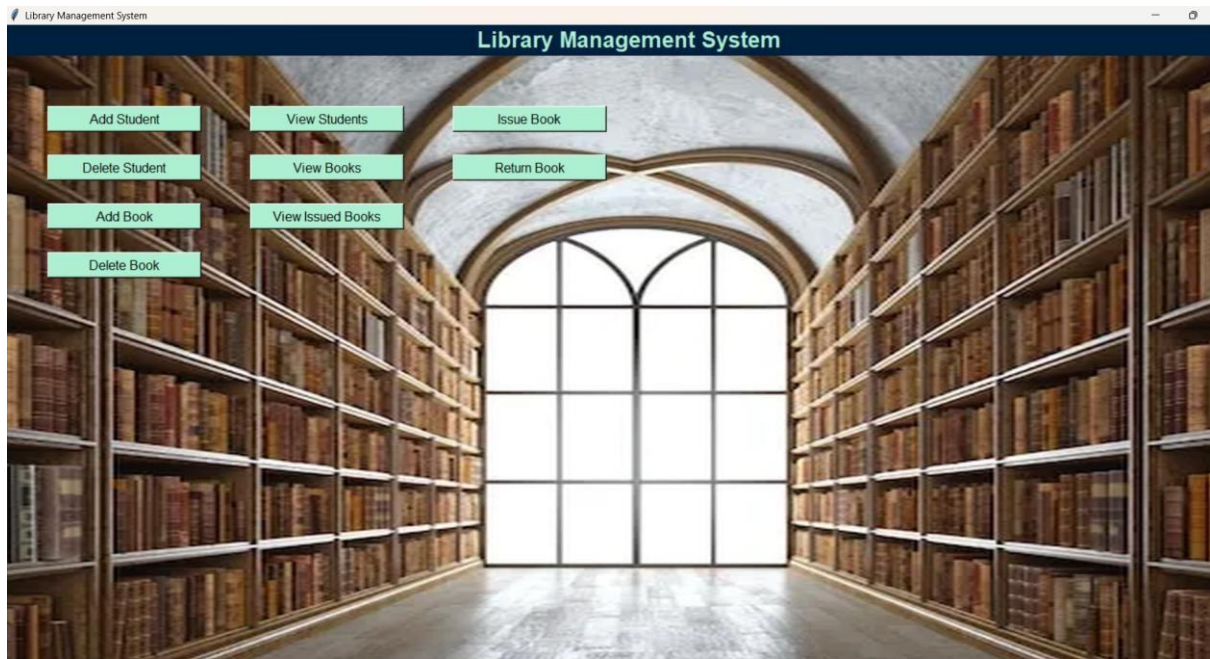 Library Management System
Library Management System
Add Student
View Students
Issue Book
Delete Student
View Books
Return Book
Add Book
View Issued Books
Delete Book